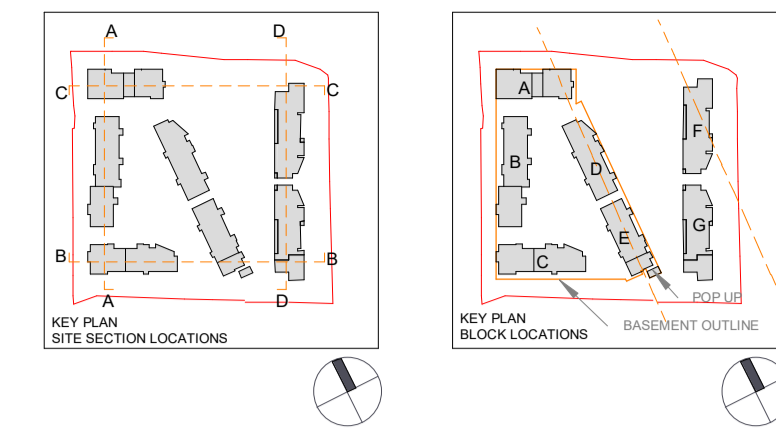 A
D
C
C
B
B
A
D
KEY PLAN
SITE SECTION LOCATIONS
A
B
C
D
E
F
G
POP UP
BASEMENT OUTLINE
KEY PLAN
BLOCK LOCATIONS